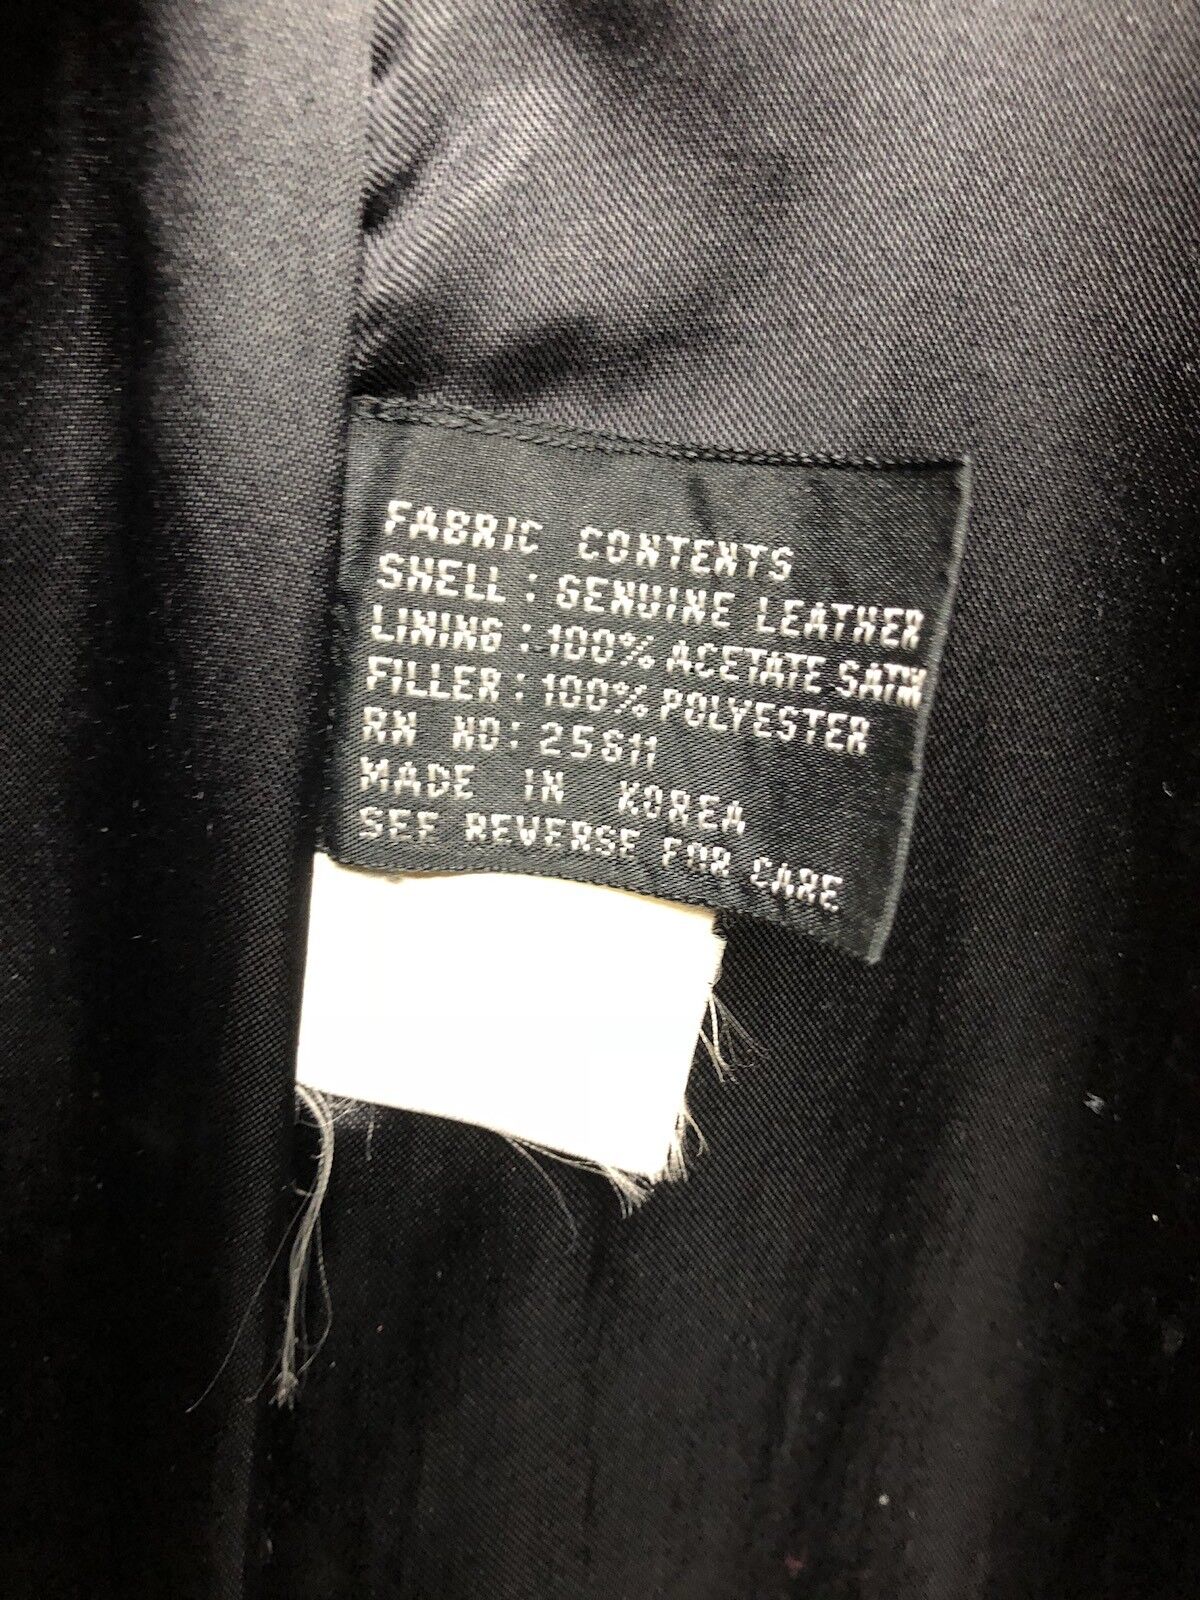 FABRIC CONTENTS
SHELL : GENUINE LEATHER
LINING : 100% ACETATE SATIN
FILLER : 100% POLYESTER
RN NO: 25611
MADE IN KOREA
SEE REVERSE FOR CARE